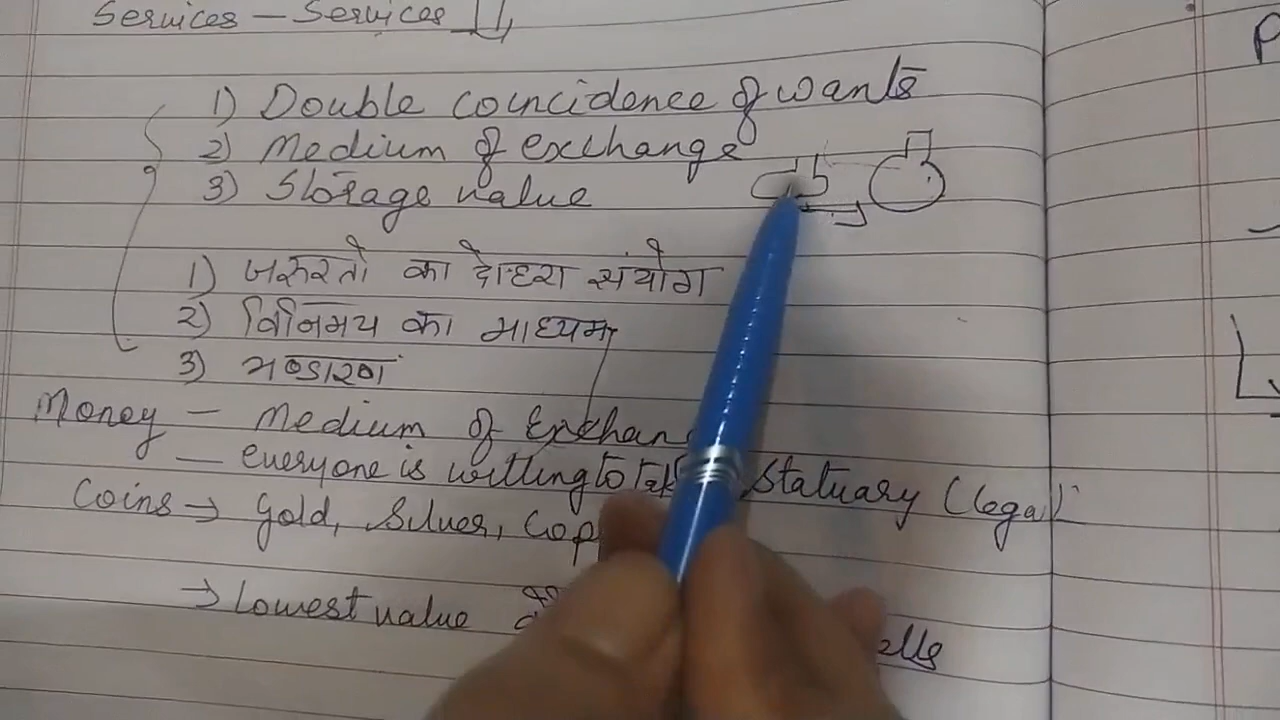 Services - Services
1) Double coincidence of wants
2) Medium of exchange
3) Storage value
1) जरुरतो का दोहरा संयोग
2) विनिमय का माध्यम
3) भण्डारण
Money - Medium of Exchan
- everyone is willing to tak Statuary (legal)
Coins → Gold, Silver, Cop
→ lowest value